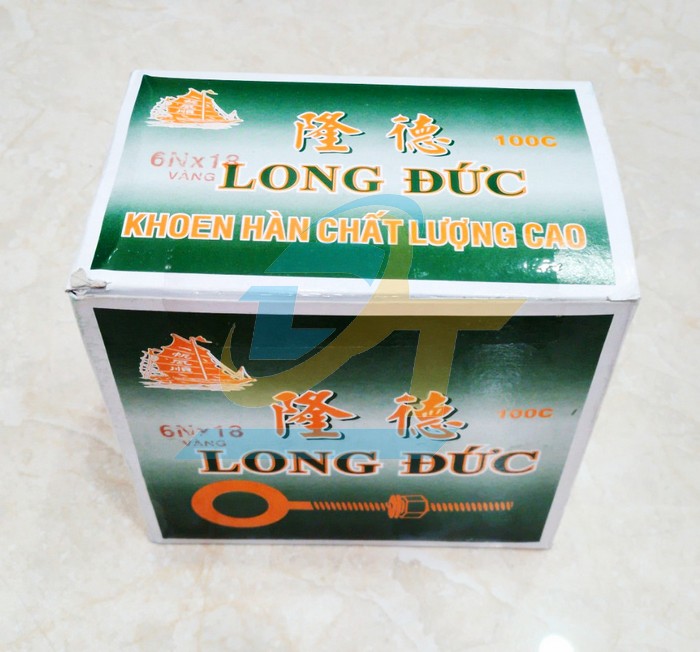 隆德
100C
6Nx18
VÀNG
LONG ĐỨC
KHOEN HÀN CHẤT LƯỢNG CAO
隆德
100C
6Nx18
VÀNG
LONG ĐỨC